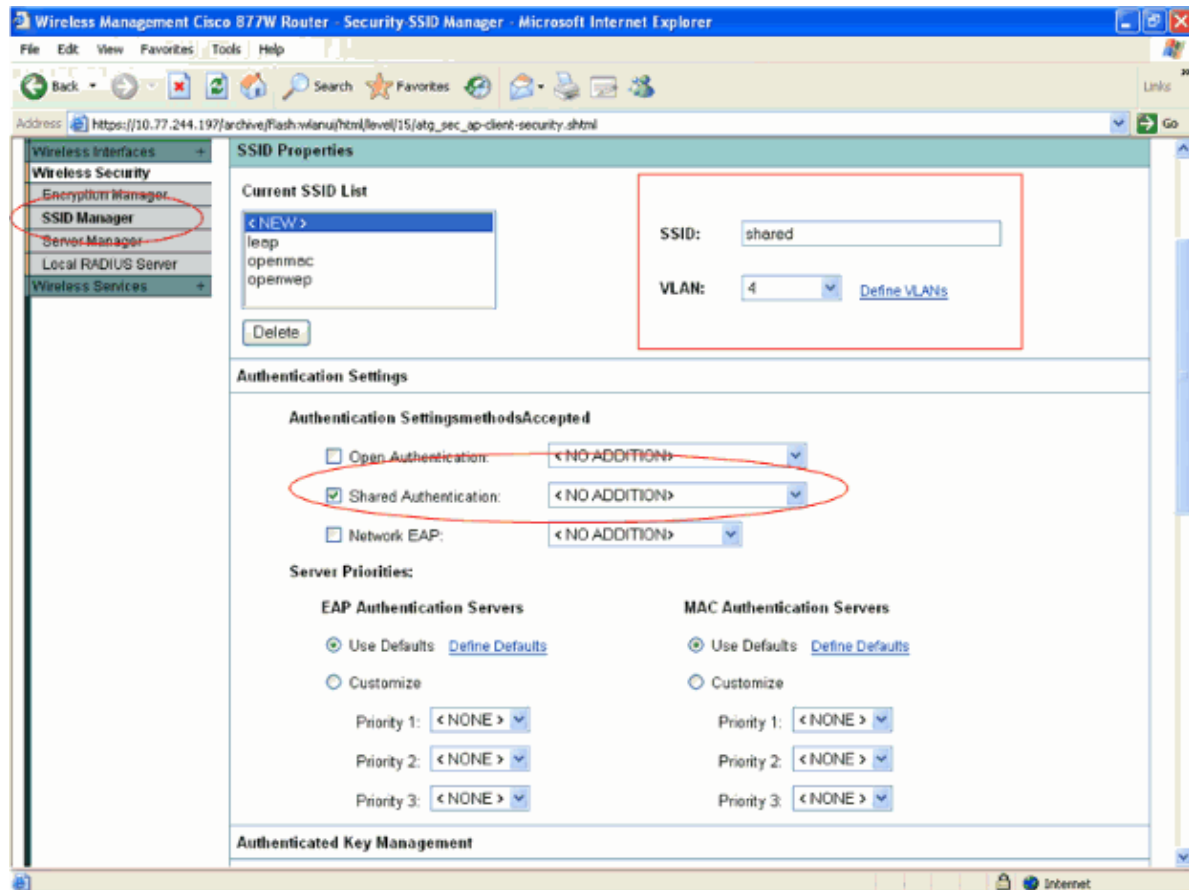 Wireless Management Cisco 877W Router - Security SSID Manager - Microsoft Internet Explorer
File Edit View Favorites Tools Help
Back Search Favorites Links »
Address https://10.77.244.197/archive/flash:wlanui/html/level/15/atg_sec_ap-client-security.shtml Go
Wireless Interfaces +
Wireless Security
Encryption Manager
SSID Manager
Server Manager
Local RADIUS Server
Wireless Services +
SSID Properties
Current SSID List
< NEW >
leap
openmac
openwep
Delete
SSID: shared
VLAN: 4 Define VLANs
Authentication Settings
Authentication SettingsmethodsAccepted
Open Authentication: < NO ADDITION>
Shared Authentication: < NO ADDITION>
Network EAP: < NO ADDITION>
Server Priorities:
EAP Authentication Servers MAC Authentication Servers
Use Defaults Define Defaults Use Defaults Define Defaults
Customize Customize
Priority 1: < NONE > Priority 1: < NONE >
Priority 2: < NONE > Priority 2: < NONE >
Priority 3: < NONE > Priority 3: < NONE >
Authenticated Key Management
Internet